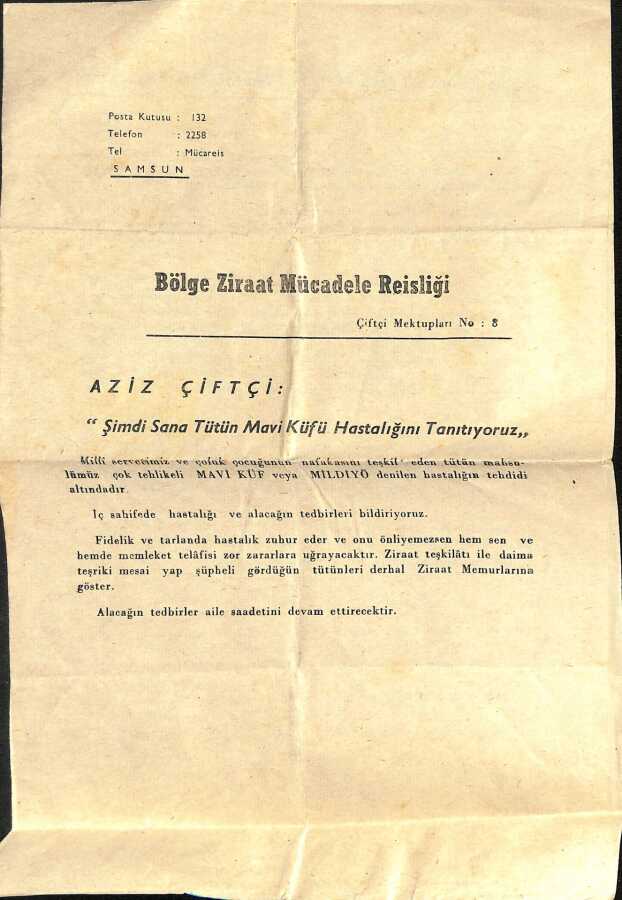 Posta Kutusu : 132
Telefon : 2258
Tel : Mücareis
SAMSUN
Bölge Ziraat Mücadele Reisliği
Çiftçi Mektupları No : 8
AZİZ ÇİFTÇİ:
“ Şimdi Sana Tütün Mavi Küfü Hastalığını Tanıtıyoruz„
Milli servetimiz ve çoluk çocuğunun nafakasını teşkil eden tütün mahsu-
lümüz çok tehlikeli MAVİ KÜF veya MİLDİYÖ denilen hastalığın tehdidi
altındadır.
İç sahifede hastalığı ve alacağın tedbirleri bildiriyoruz.
Fidelik ve tarlanda hastalık zuhur eder ve onu önliyemezsen hem sen ve
hemde memleket telâfisi zor zararlara uğrayacaktır. Ziraat teşkilâtı ile daima
teşriki mesai yap şüpheli gördüğün tütünleri derhal Ziraat Memurlarına
göster.
Alacağın tedbirler aile saadetini devam ettirecektir.